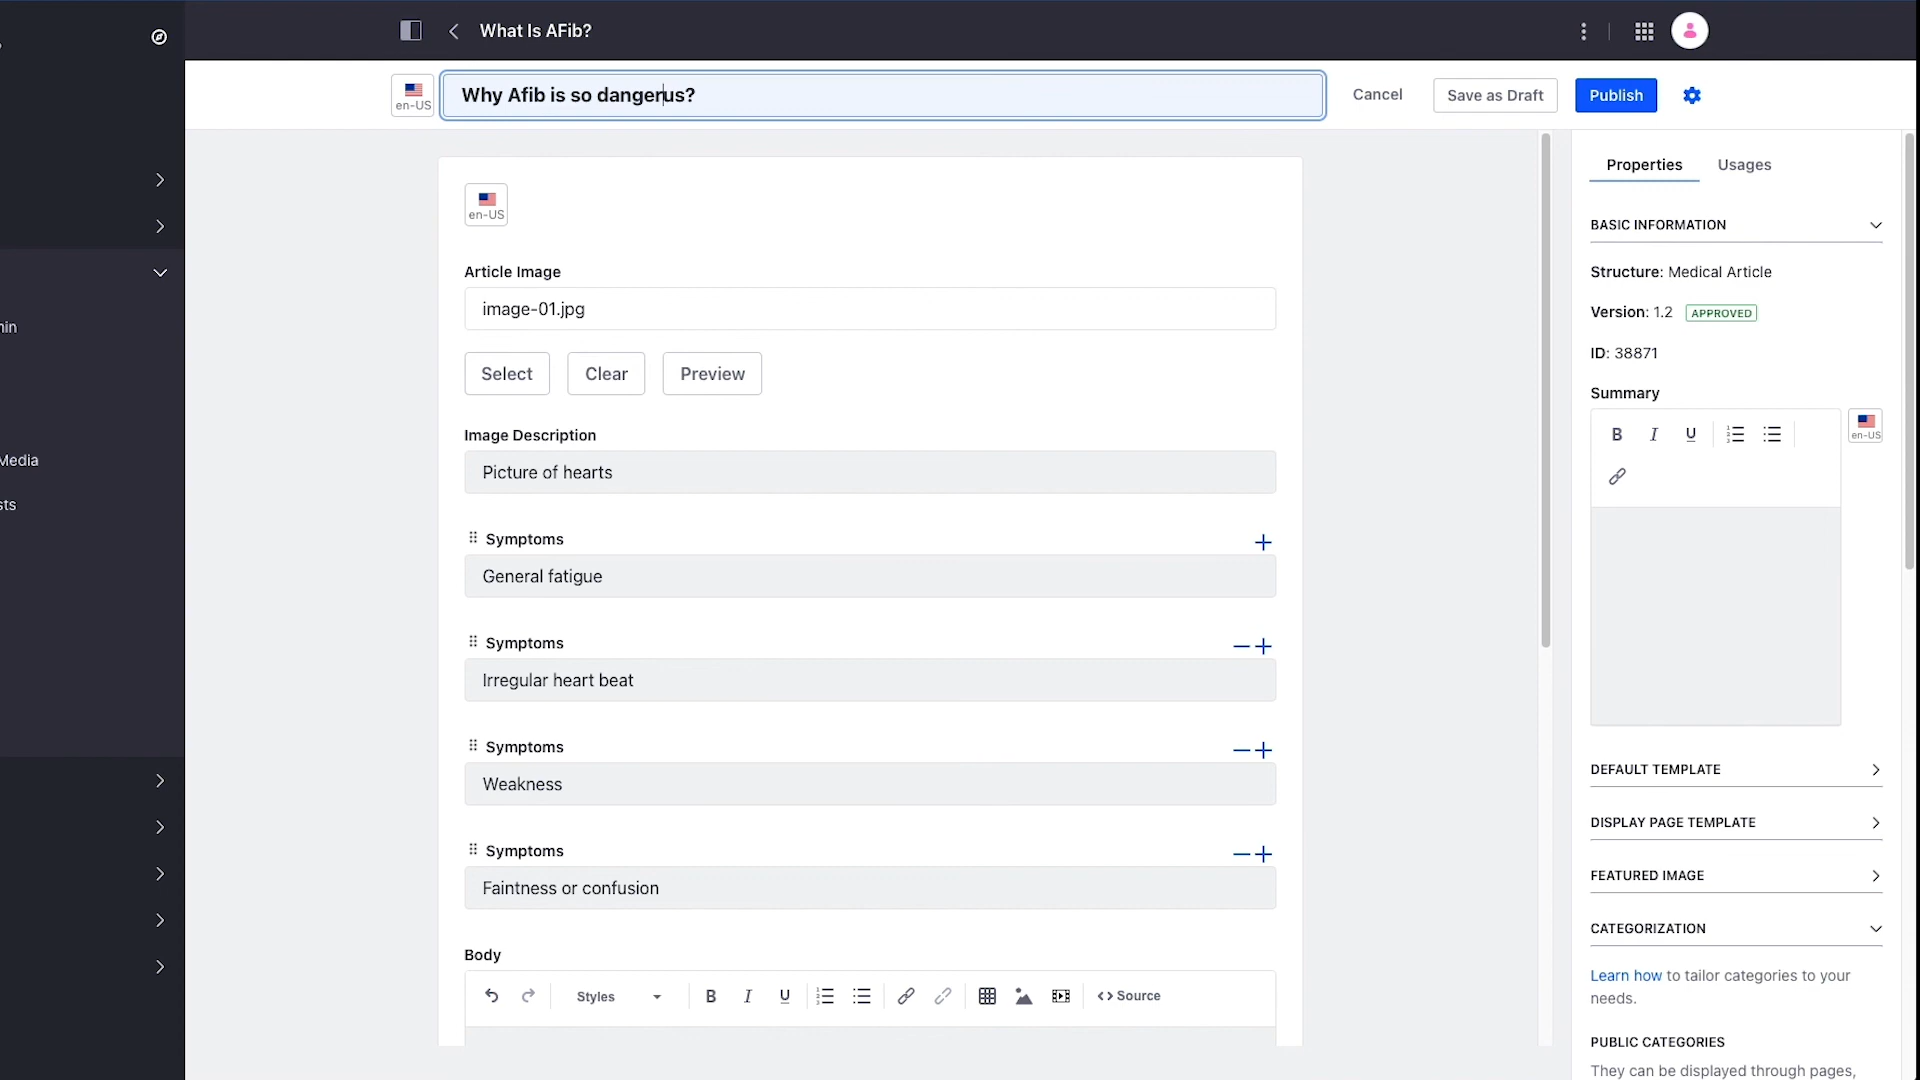 What Is AFib?
en-US
Why Afib is so dangerus?
Cancel
Save as Draft
Publish
en-US
Article Image
image-01.jpg
Select
Clear
Preview
Image Description
Picture of hearts
Symptoms
General fatigue
Symptoms
Irregular heart beat
Symptoms
Weakness
Symptoms
Faintness or confusion
Body
Styles
B I U
Source
Properties
Usages
BASIC INFORMATION
Structure: Medical Article
Version: 1.2 APPROVED
ID: 38871
Summary
B I U
en-US
DEFAULT TEMPLATE
DISPLAY PAGE TEMPLATE
FEATURED IMAGE
CATEGORIZATION
Learn how to tailor categories to your
needs.
PUBLIC CATEGORIES
They can be displayed through pages,
Media